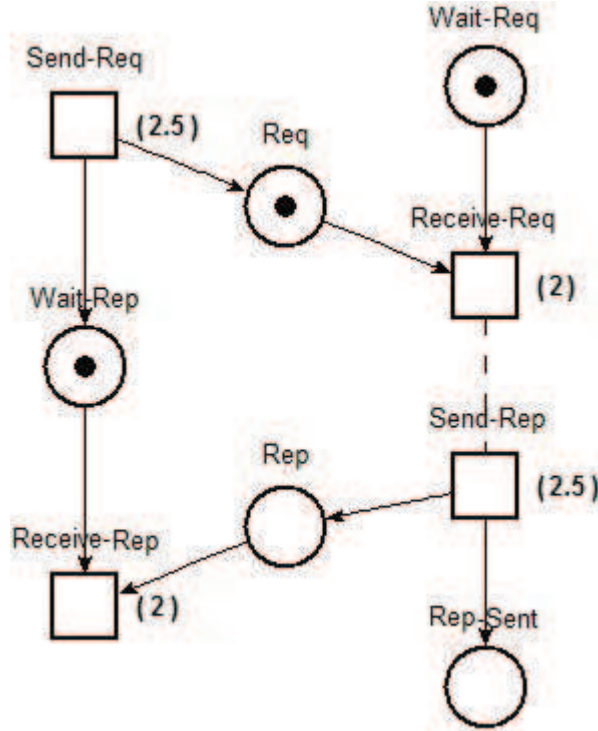 Wait-Req
Send-Req
(2.5)
Req
Receive-Req
(2)
Wait-Rep
Send-Rep
Rep
(2.5)
Receive-Rep
(2)
Rep-Sent